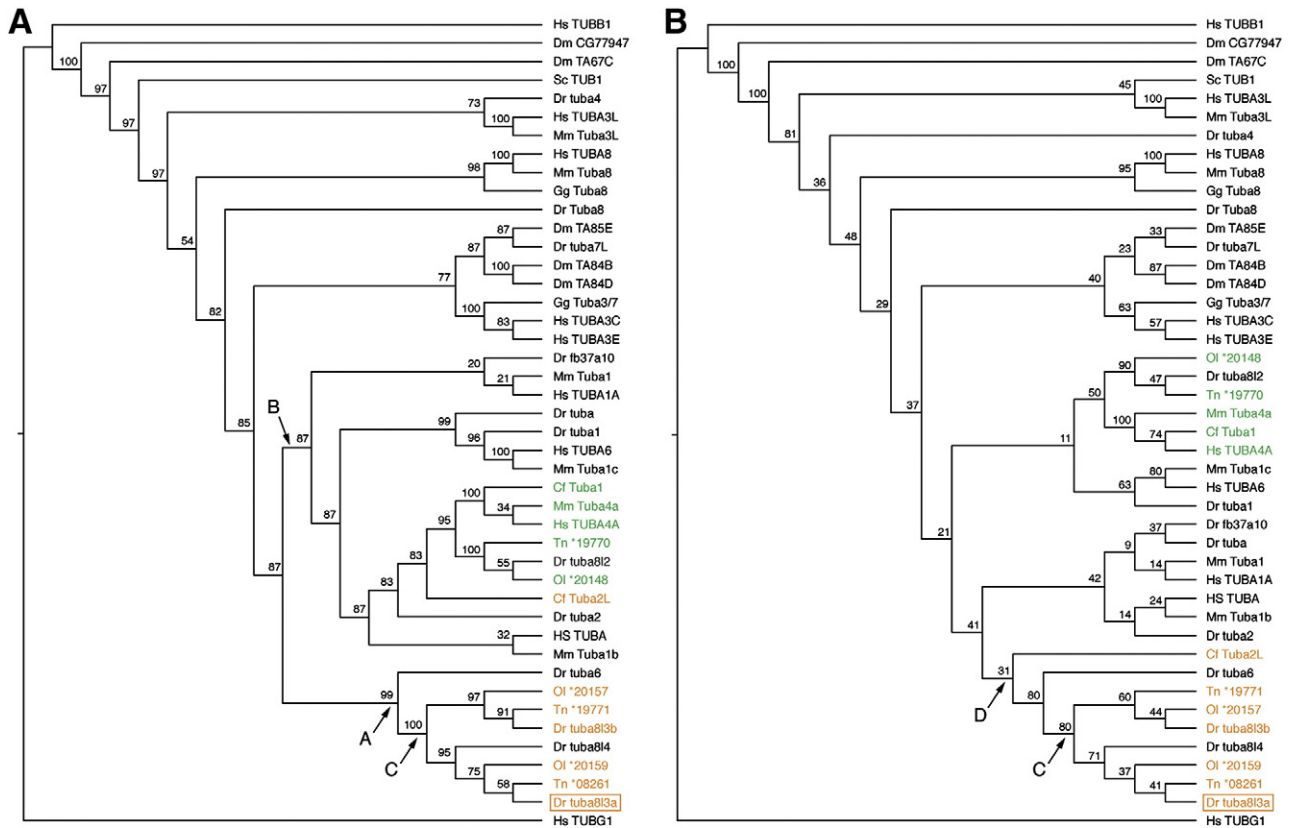 A
Hs TUBB1
Dm CG77947
100
Dm TA67C
97
Sc TUB1
97
Dr tuba4
73
Hs TUBA3L
100
Mm Tuba3L
97
Hs TUBA8
100
Mm Tuba8
98
Gg Tuba8
54
Dr Tuba8
Dm TA85E
87
Dr tuba7L
87
Dm TA84B
100
Dm TA84D
77
Gg Tuba3/7
100
Hs TUBA3C
83
Hs TUBA3E
82
Dr fb37a10
20
Mm Tuba1
21
Hs TUBA1A
B
87
85
Dr tuba
99
Dr tuba1
96
Hs TUBA6
100
Mm Tuba1c
87
Cf Tuba1
100
Mm Tuba4a
34
Hs TUBA4A
95
Tn *19770
100
Dr tuba8l2
55
Ol *20148
83
Cf Tuba2L
83
Dr tuba2
87
HS TUBA
32
Mm Tuba1b
87
Dr tuba6
99
Ol *20157
97
Tn *19771
91
Dr tuba8l3b
A
100
Dr tuba8l4
95
C
Ol *20159
75
Tn *08261
58
Dr tuba8l3a
Hs TUBG1
B
Hs TUBB1
Dm CG77947
100
Dm TA67C
100
Sc TUB1
45
Hs TUBA3L
100
Mm Tuba3L
81
Dr tuba4
36
Hs TUBA8
100
Mm Tuba8
95
Gg Tuba8
48
Dr Tuba8
29
Dm TA85E
33
Dr tuba7L
23
Dm TA84B
87
Dm TA84D
40
Gg Tuba3/7
63
Hs TUBA3C
57
Hs TUBA3E
37
Ol *20148
90
Dr tuba8l2
47
Tn *19770
50
Mm Tuba4a
100
Cf Tuba1
74
Hs TUBA4A
11
Mm Tuba1c
80
Hs TUBA6
63
Dr tuba1
21
Dr fb37a10
37
Dr tuba
9
Mm Tuba1
14
Hs TUBA1A
42
HS TUBA
24
Mm Tuba1b
14
Dr tuba2
41
Cf Tuba2L
31
D
Dr tuba6
80
Tn *19771
60
Ol *20157
44
Dr tuba8l3b
80
C
Dr tuba8l4
71
Ol *20159
37
Tn *08261
41
Dr tuba8l3a
Hs TUBG1